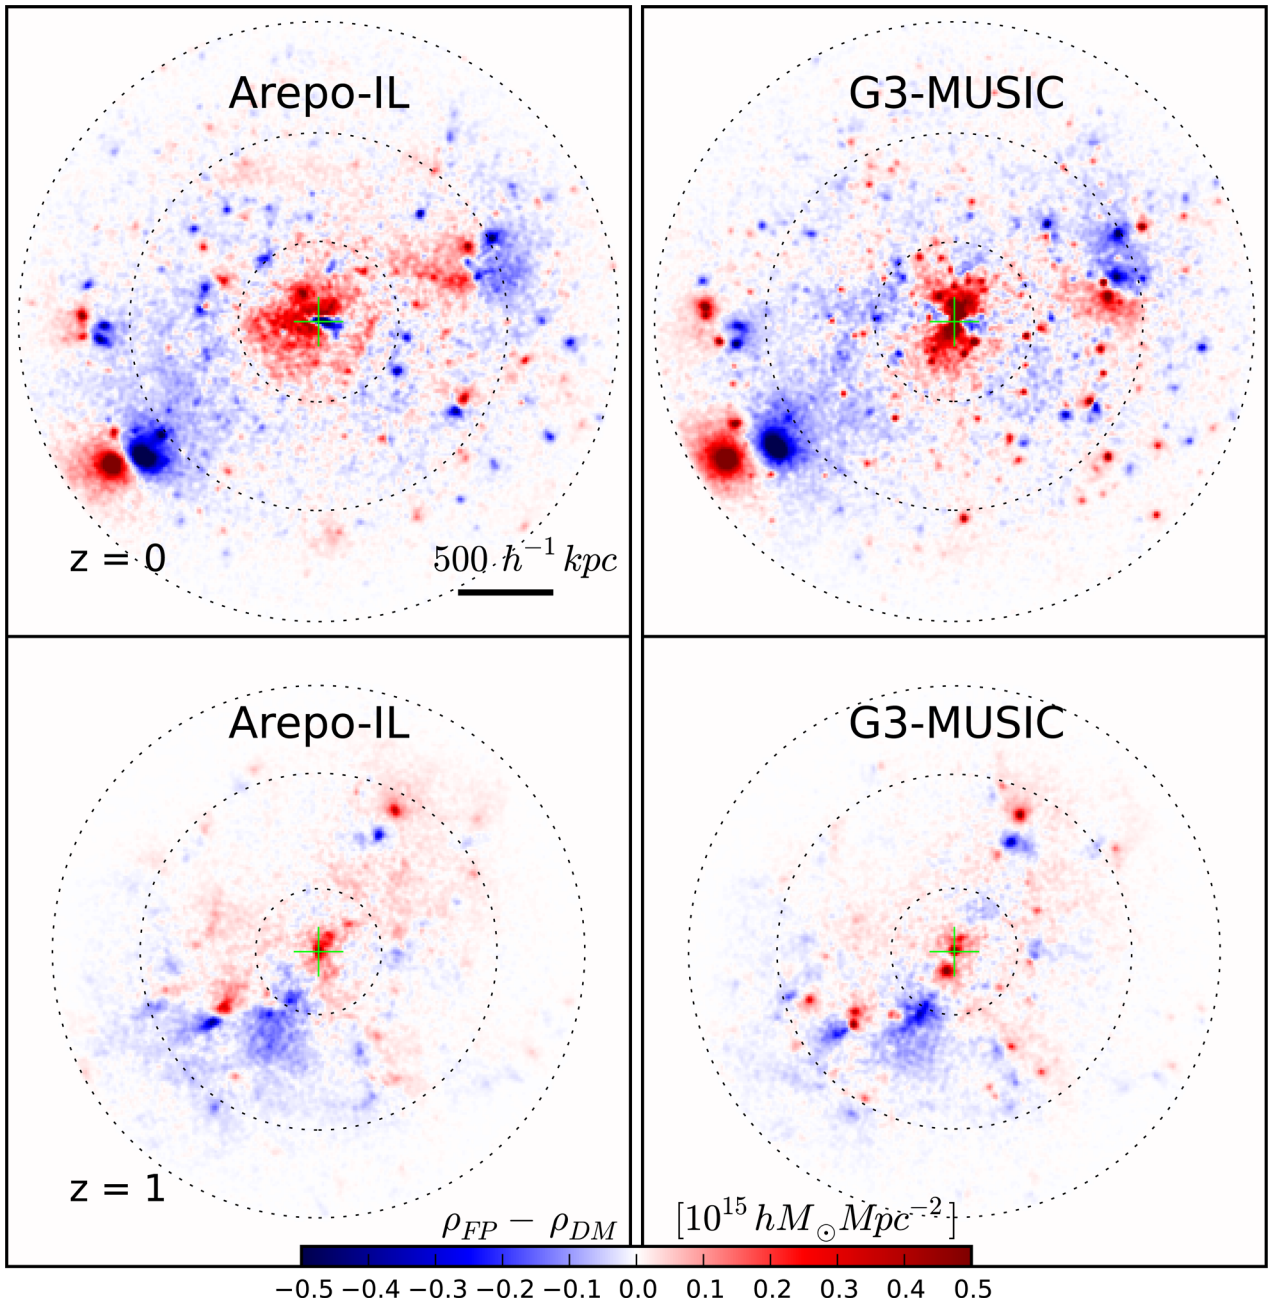 Arepo-IL
G3-MUSIC
z = 0
500 h⁻¹ kpc
Arepo-IL
G3-MUSIC
z = 1
ρ_FP − ρ_DM [10¹⁵ hM_⊙Mpc⁻²]
−0.5 −0.4 −0.3 −0.2 −0.1 0.0 0.1 0.2 0.3 0.4 0.5